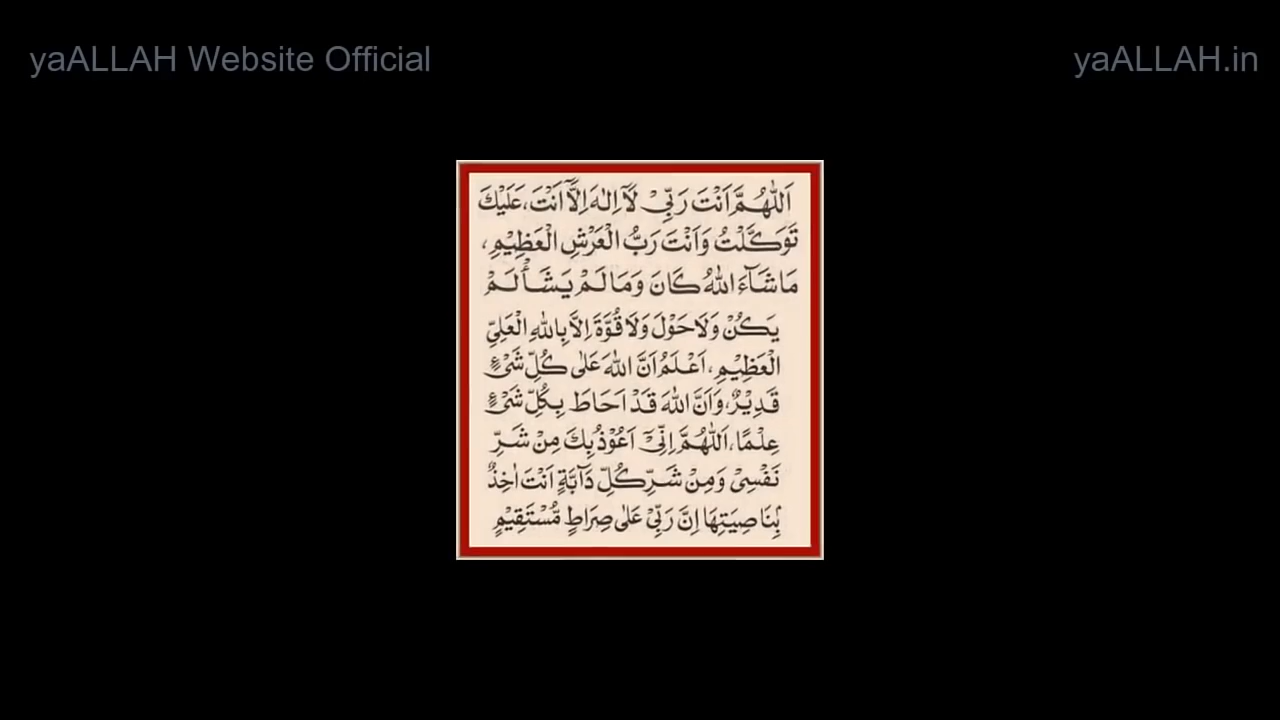 yaALLAH Website Official
yaALLAH.in
اَللّٰهُمَّ اَنْتَ رَبِّیْ لَآ اِلٰهَ اِلَّآ اَنْتَ، عَلَیْكَ
تَوَكَّلْتُ وَاَنْتَ رَبُّ الْعَرْشِ الْعَظِیْمِ،
مَاشَآءَ اللّٰهُ كَانَ وَمَا لَمْ یَشَأْ لَمْ
یَكُنْ وَلَا حَوْلَ وَلَا قُوَّةَ اِلَّا بِاللّٰهِ الْعَلِیِّ
الْعَظِیْمِ، اَعْلَمُ اَنَّ اللّٰهَ عَلٰی كُلِّ شَیْءٍ
قَدِیْرٌ، وَاَنَّ اللّٰهَ قَدْ اَحَاطَ بِكُلِّ شَیْءٍ
عِلْمًا، اَللّٰهُمَّ اِنِّیْٓ اَعُوْذُ بِكَ مِنْ شَرِّ
نَفْسِیْ وَمِنْ شَرِّ كُلِّ دَآبَّةٍ اَنْتَ اٰخِذٌ
بِۢنَاصِیَتِهَا اِنَّ رَبِّیْ عَلٰی صِرَاطٍ مُّسْتَقِیْمٍ